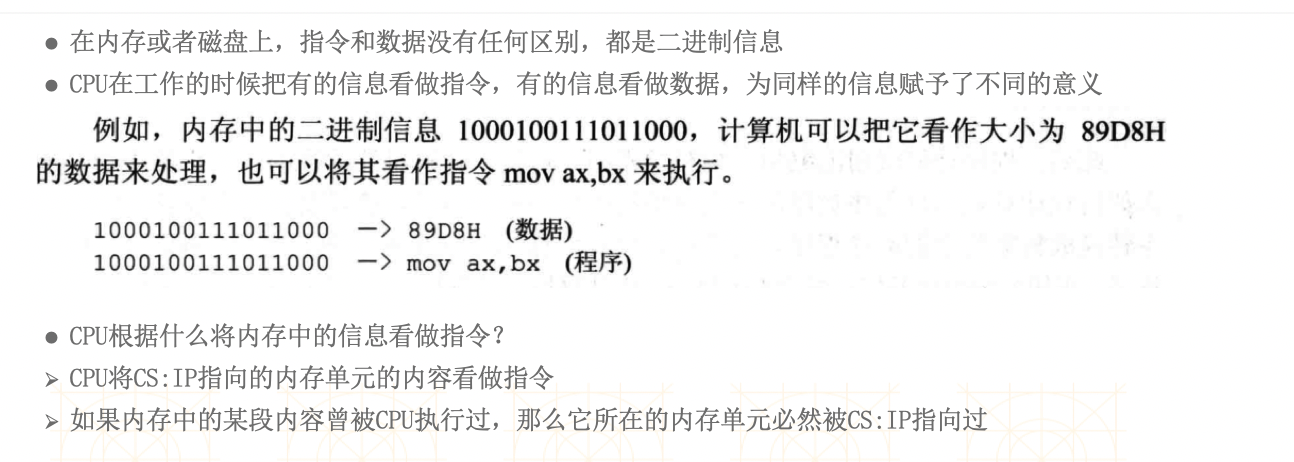 ● 在内存或者磁盘上，指令和数据没有任何区别，都是二进制信息
● CPU在工作的时候把有的信息看做指令，有的信息看做数据，为同样的信息赋予了不同的意义
例如，内存中的二进制信息 1000100111011000，计算机可以把它看作大小为 89D8H
的数据来处理，也可以将其看作指令 mov ax,bx 来执行。
1000100111011000 —> 89D8H (数据)
1000100111011000 —> mov ax,bx (程序)
● CPU根据什么将内存中的信息看做指令？
➢ CPU将CS:IP指向的内存单元的内容看做指令
➢ 如果内存中的某段内容曾被CPU执行过，那么它所在的内存单元必然被CS:IP指向过